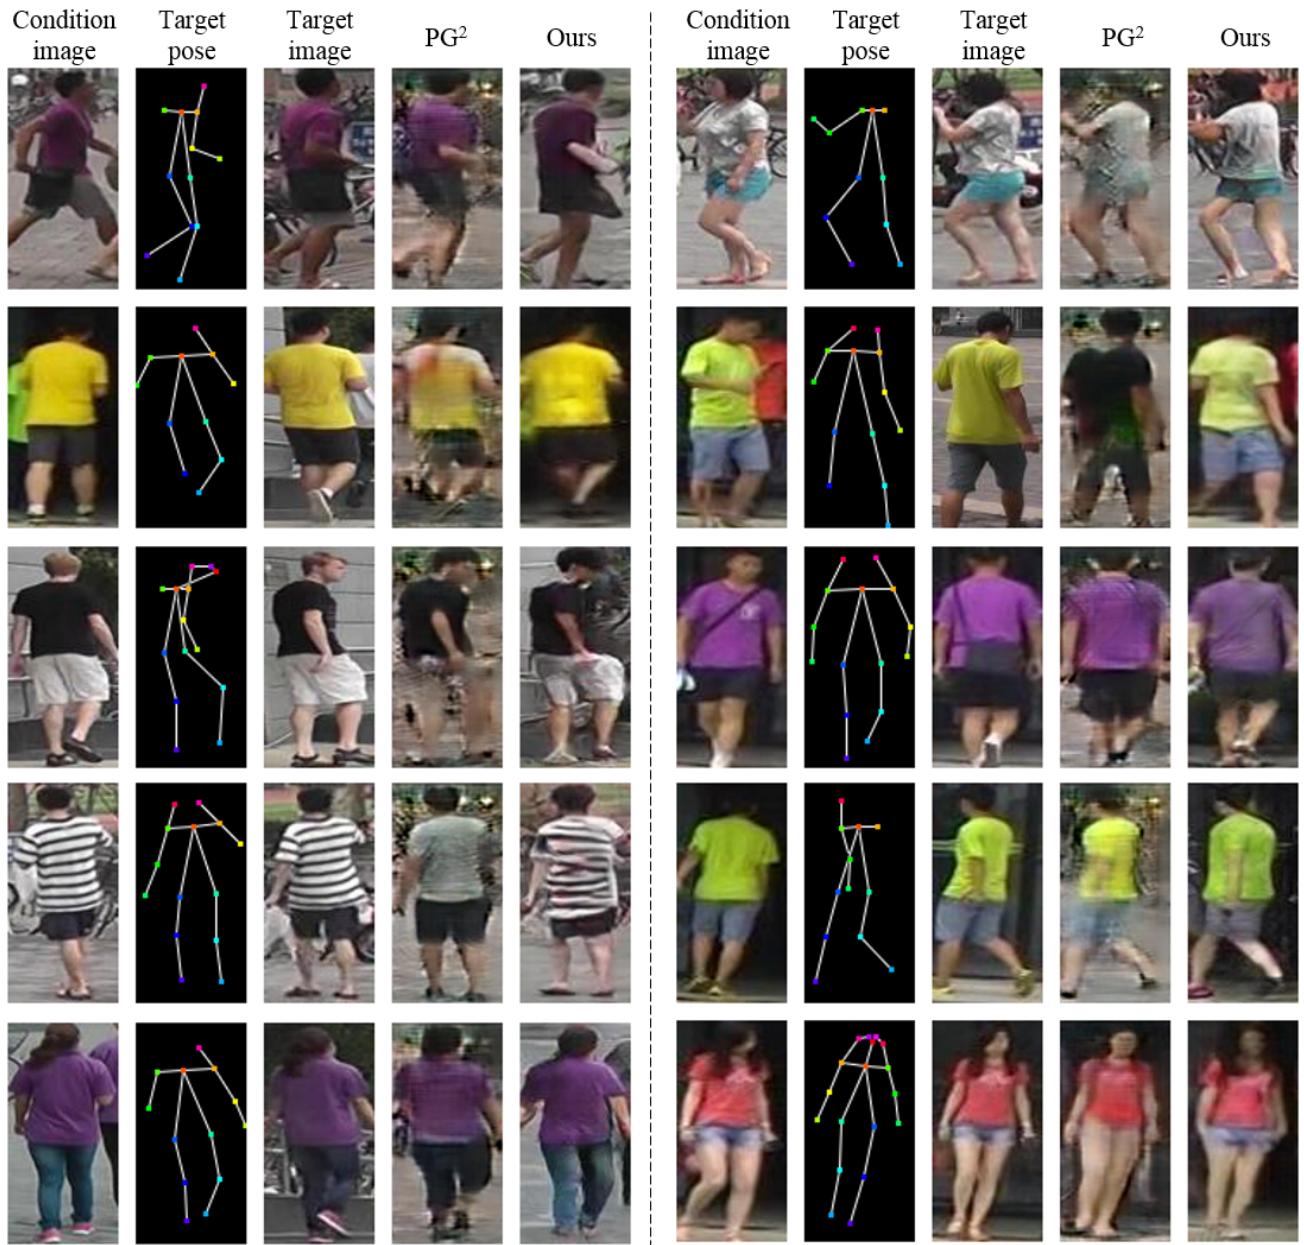 Condition image
Target pose
Target image
PG²
Ours
Condition image
Target pose
Target image
PG²
Ours